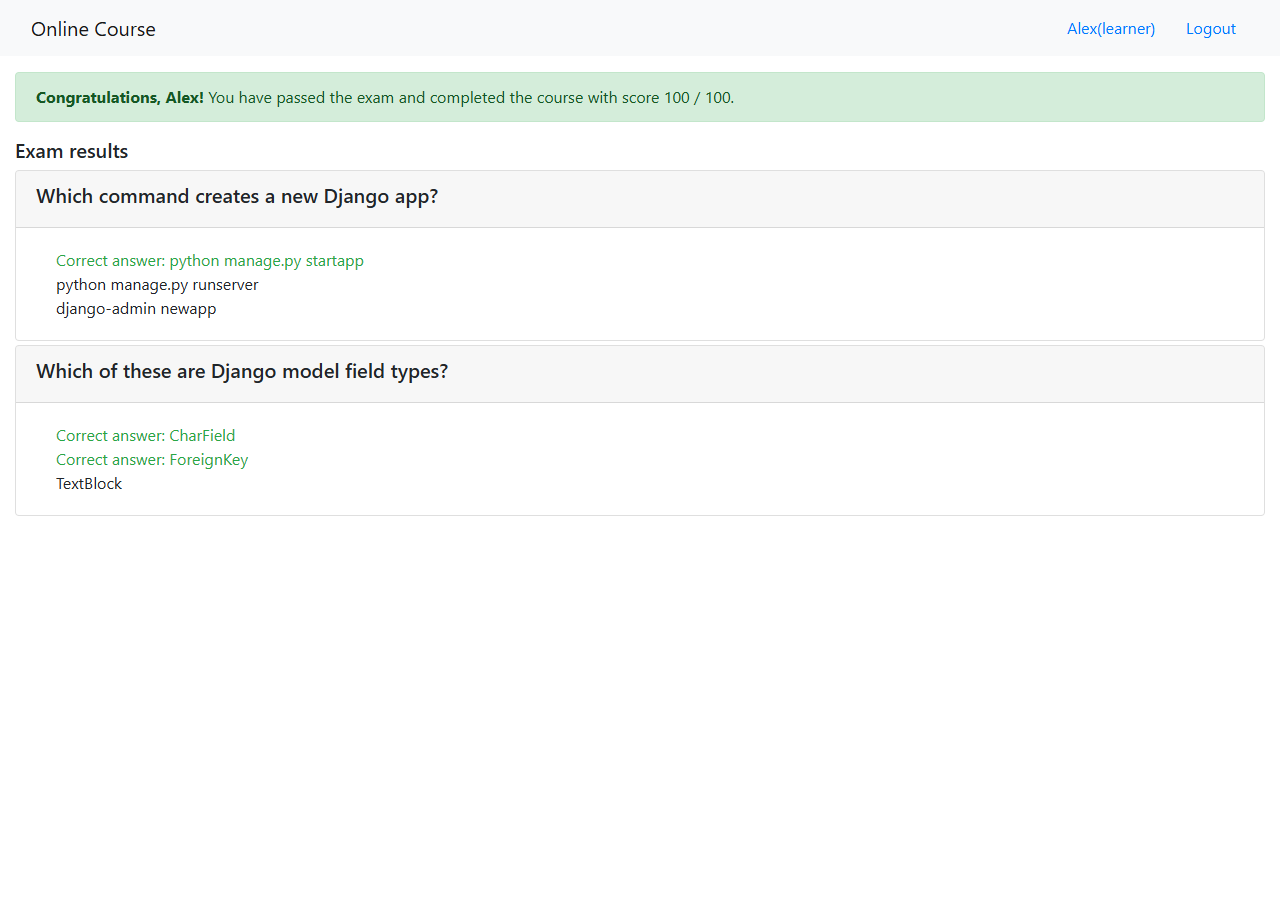 Online Course
Alex(learner)
Logout
Congratulations, Alex! You have passed the exam and completed the course with score 100 / 100.
Exam results
Which command creates a new Django app?
Correct answer: python manage.py startapp
python manage.py runserver
django-admin newapp
Which of these are Django model field types?
Correct answer: CharField
Correct answer: ForeignKey
TextBlock